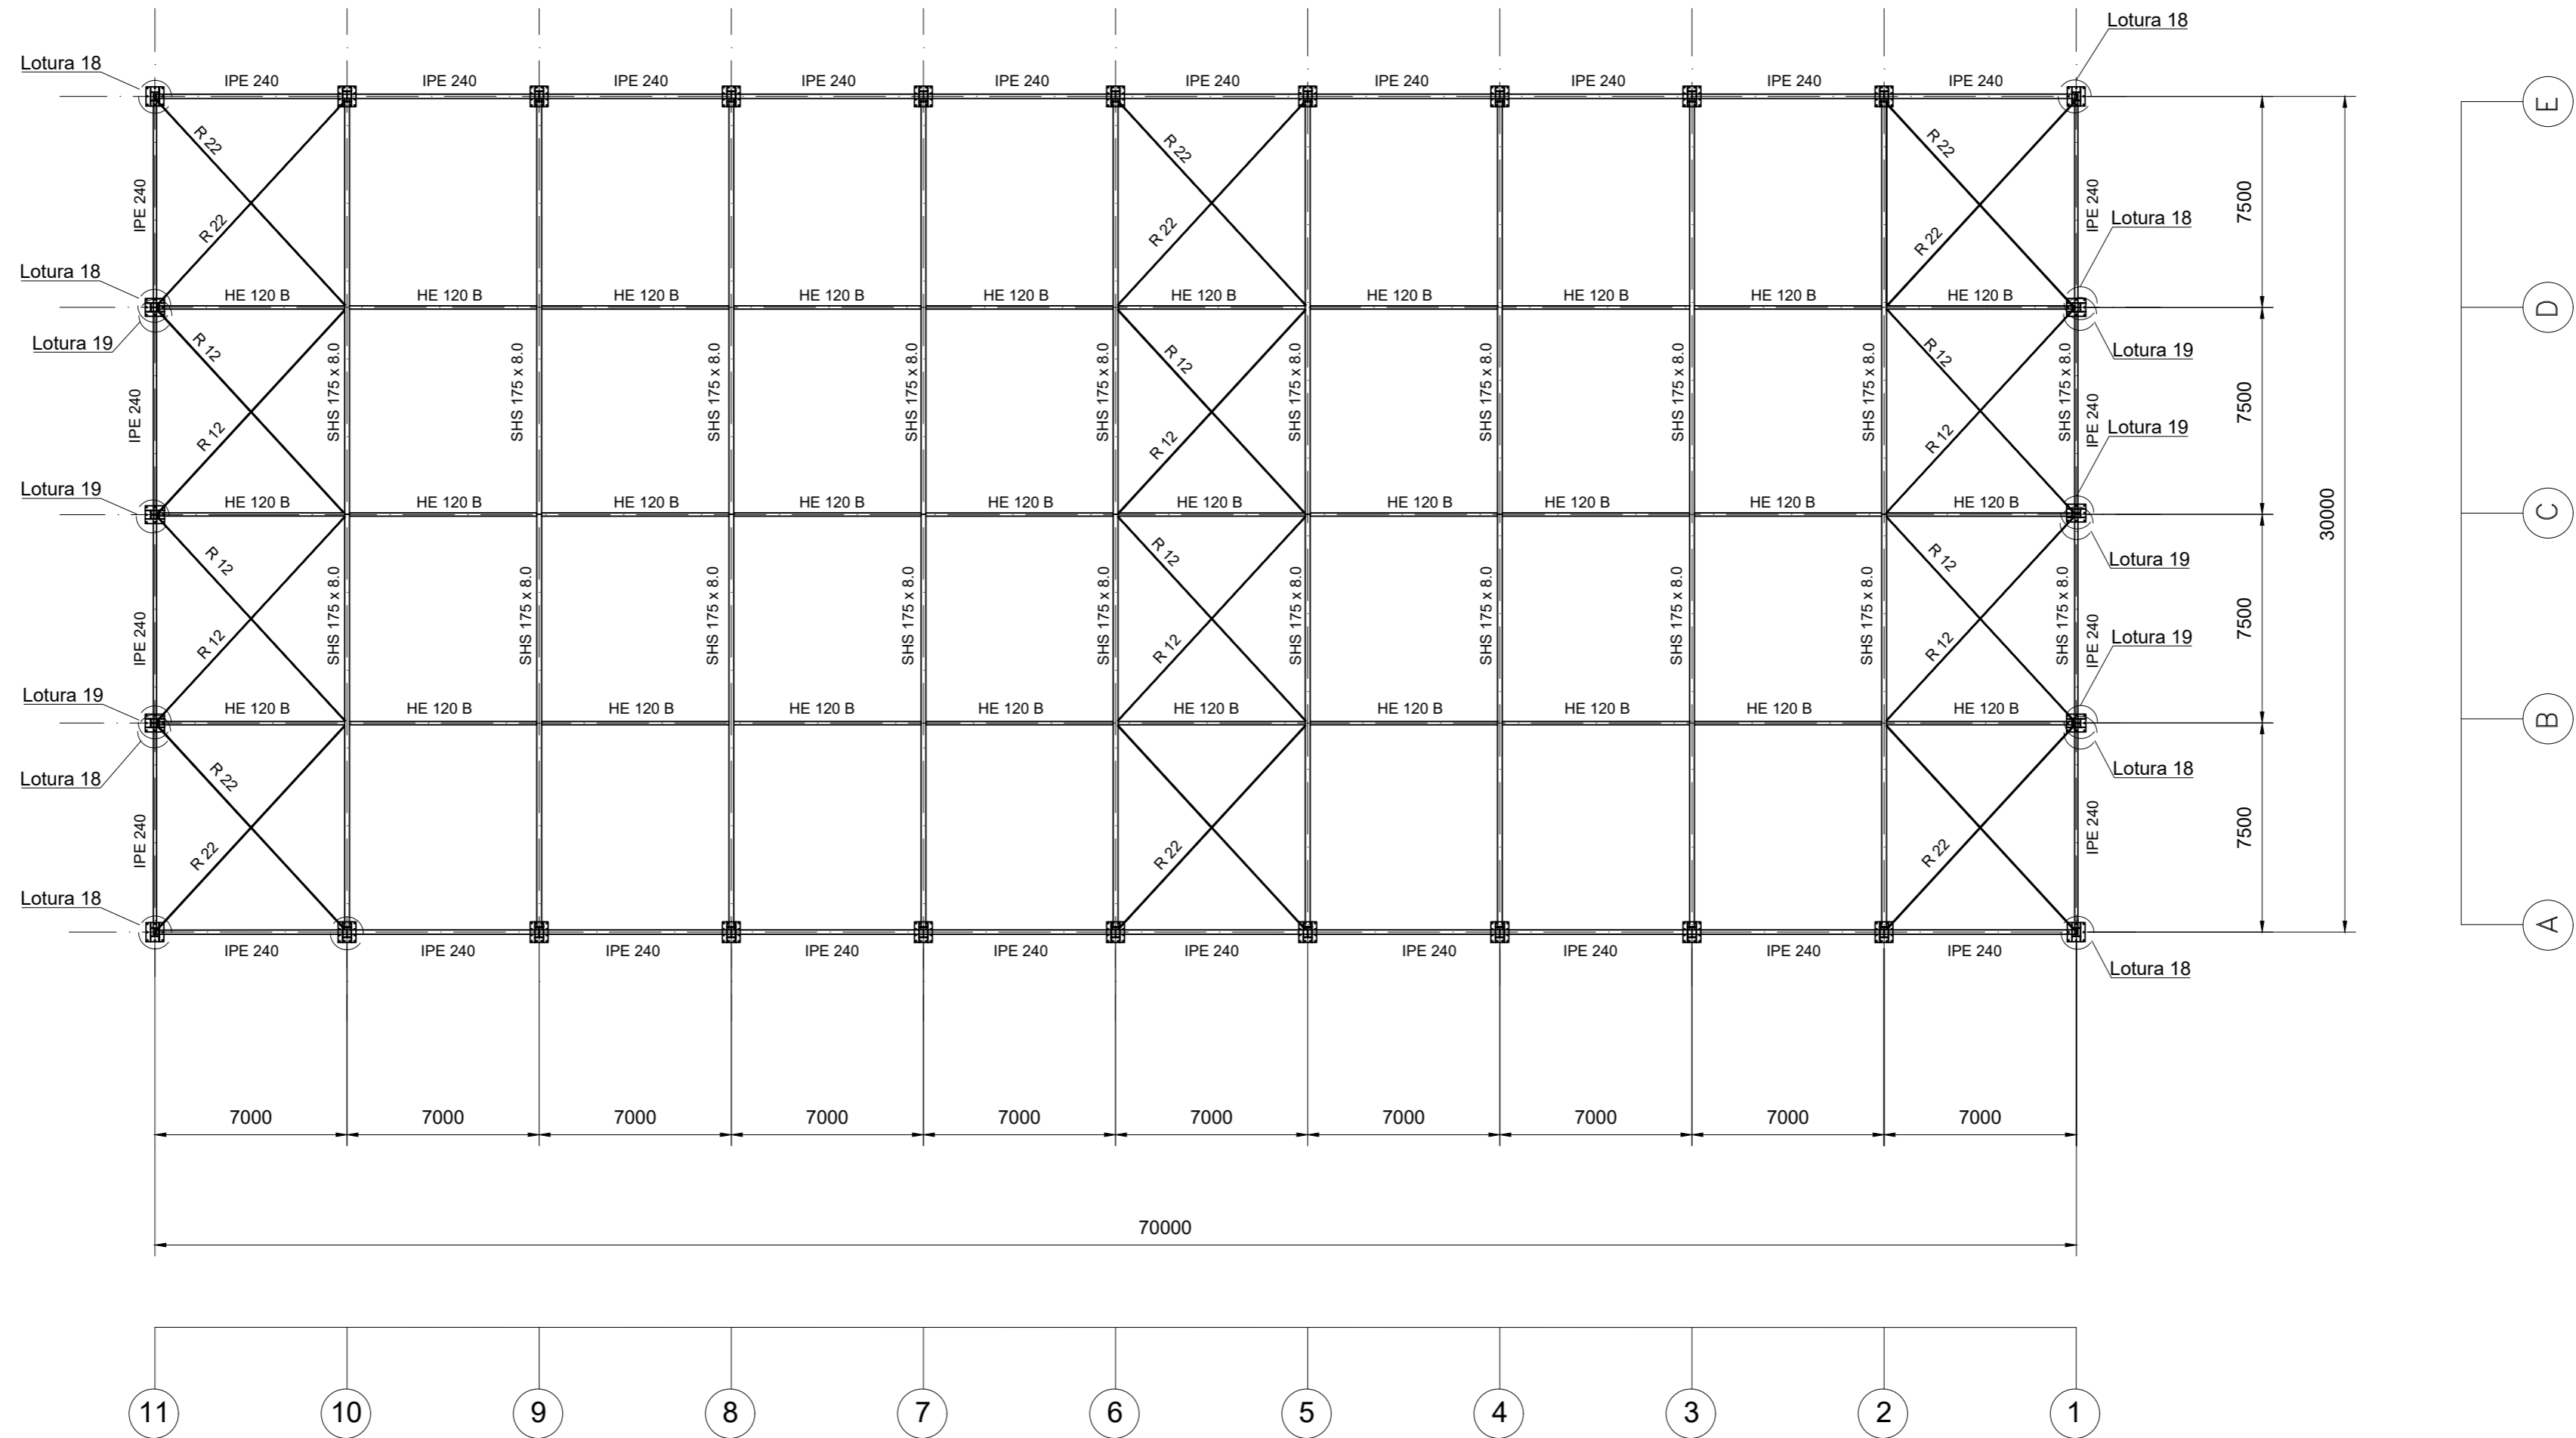 Lotura 18
Lotura 18
IPE 240 IPE 240 IPE 240 IPE 240 IPE 240 IPE 240 IPE 240 IPE 240 IPE 240 IPE 240
E
R 22 R 22 R 22
IPE 240 IPE 240
7500
Lotura 18
R 22 R 22 R 22
Lotura 18
HE 120 B HE 120 B HE 120 B HE 120 B HE 120 B HE 120 B HE 120 B HE 120 B HE 120 B HE 120 B
D
Lotura 19
Lotura 19
R 12 R 12 R 12
IPE 240 SHS 175 x 8.0 SHS 175 x 8.0 SHS 175 x 8.0 SHS 175 x 8.0 SHS 175 x 8.0 SHS 175 x 8.0 SHS 175 x 8.0 SHS 175 x 8.0 SHS 175 x 8.0 SHS 175 x 8.0 IPE 240
7500
R 12 R 12 R 12
Lotura 19
Lotura 19
HE 120 B HE 120 B HE 120 B HE 120 B HE 120 B HE 120 B HE 120 B HE 120 B HE 120 B HE 120 B
30000
C
Lotura 19
R 12 R 12 R 12
IPE 240 SHS 175 x 8.0 SHS 175 x 8.0 SHS 175 x 8.0 SHS 175 x 8.0 SHS 175 x 8.0 SHS 175 x 8.0 SHS 175 x 8.0 SHS 175 x 8.0 SHS 175 x 8.0 SHS 175 x 8.0 IPE 240
7500
R 12 R 12 R 12
Lotura 19
Lotura 19
HE 120 B HE 120 B HE 120 B HE 120 B HE 120 B HE 120 B HE 120 B HE 120 B HE 120 B HE 120 B
B
Lotura 18
Lotura 18
R 22
IPE 240 IPE 240
7500
R 22 R 22 R 22
Lotura 18
A
IPE 240 IPE 240 IPE 240 IPE 240 IPE 240 IPE 240 IPE 240 IPE 240 IPE 240 IPE 240
Lotura 18
7000 7000 7000 7000 7000 7000 7000 7000 7000 7000
70000
11 10 9 8 7 6 5 4 3 2 1